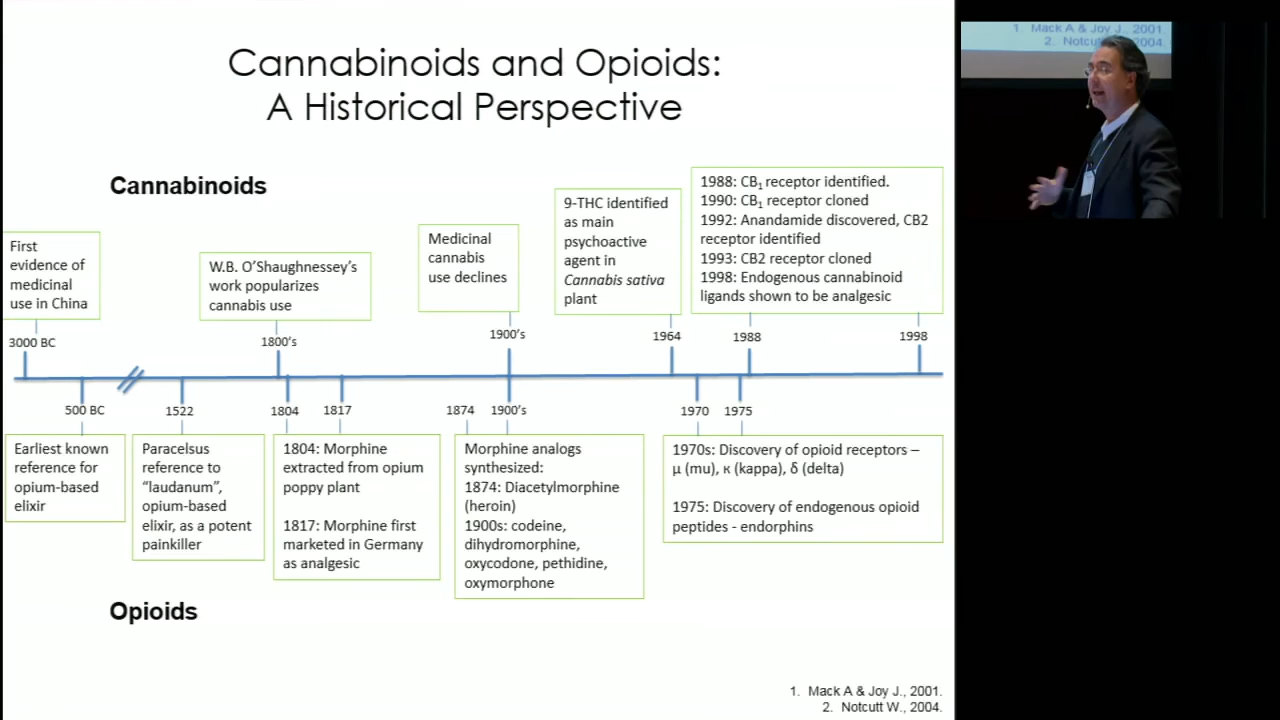 Cannabinoids and Opioids:
A Historical Perspective
Cannabinoids
First
evidence of
medicinal
use in China
W.B. O'Shaughnessey's
work popularizes
cannabis use
Medicinal
cannabis
use declines
9-THC identified
as main
psychoactive
agent in
Cannabis sativa
plant
1988: CB1 receptor identified.
1990: CB1 receptor cloned
1992: Anandamide discovered, CB2
receptor identified
1993: CB2 receptor cloned
1998: Endogenous cannabinoid
ligands shown to be analgesic
3000 BC
1800's
1900's
1964
1988
1998
500 BC
1522
1804
1817
1874
1900's
1970
1975
Earliest known
reference for
opium-based
elixir
Paracelsus
reference to
“laudanum”,
opium-based
elixir, as a potent
painkiller
1804: Morphine
extracted from opium
poppy plant
1817: Morphine first
marketed in Germany
as analgesic
Morphine analogs
synthesized:
1874: Diacetylmorphine
(heroin)
1900s: codeine,
dihydromorphine,
oxycodone, pethidine,
oxymorphone
1970s: Discovery of opioid receptors –
μ (mu), κ (kappa), δ (delta)
1975: Discovery of endogenous opioid
peptides - endorphins
Opioids
1. Mack A & Joy J., 2001.
2. Notcutt W., 2004.
1. Mack A & Joy J., 2001
2. Notcutt 2004.